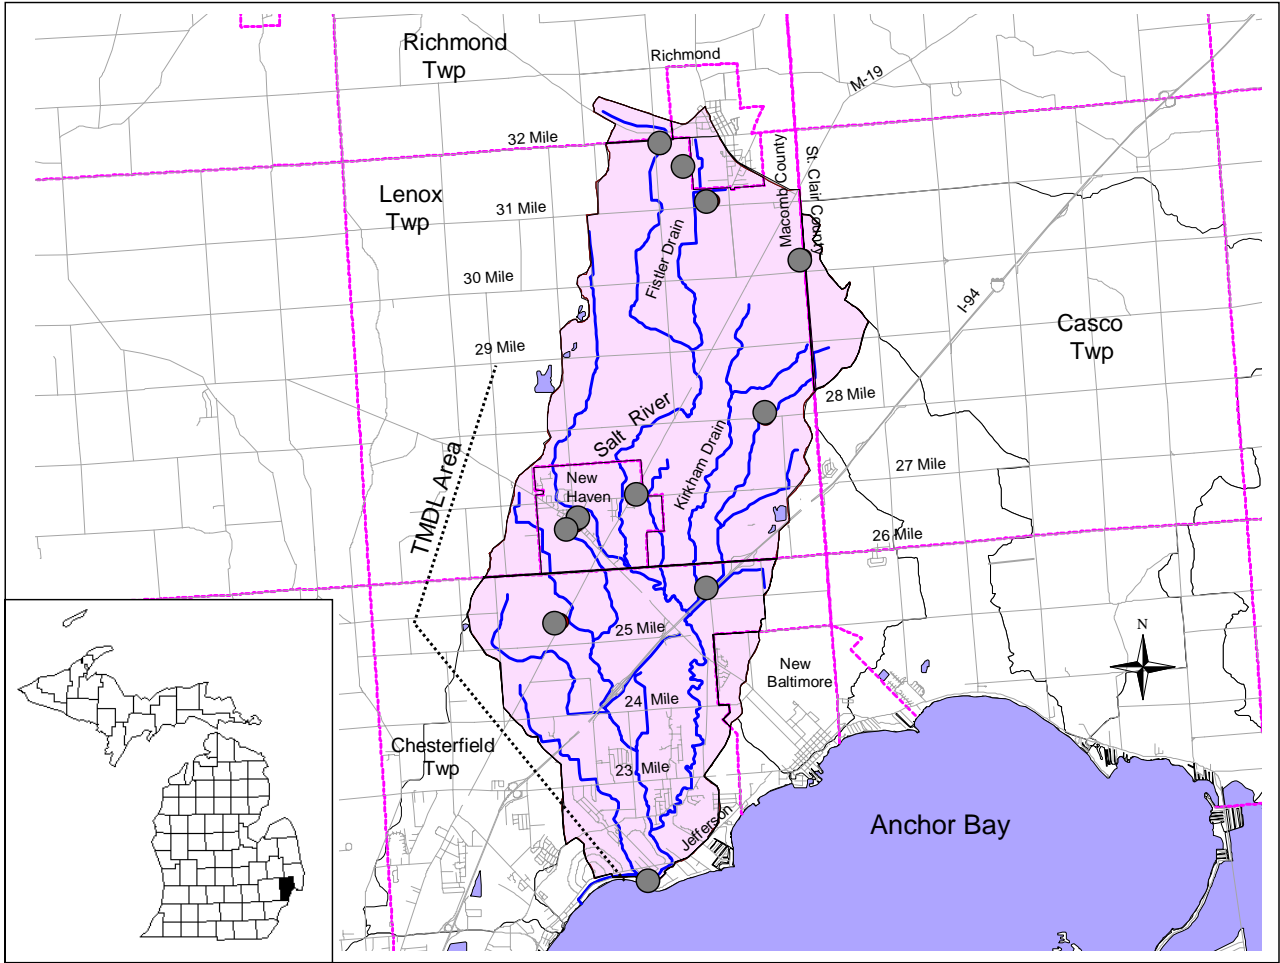 Richmond
Twp
Richmond
M-19
32 Mile
Macomb County
St. Clair County
Lenox
Twp
31 Mile
Fistler Drain
30 Mile
I-94
Casco
Twp
29 Mile
28 Mile
Salt River
Kirkham Drain
TMDL Area
27 Mile
New
Haven
26 Mile
25 Mile
N
New
Baltimore
24 Mile
Chesterfield
Twp
23 Mile
Jefferson
Anchor Bay